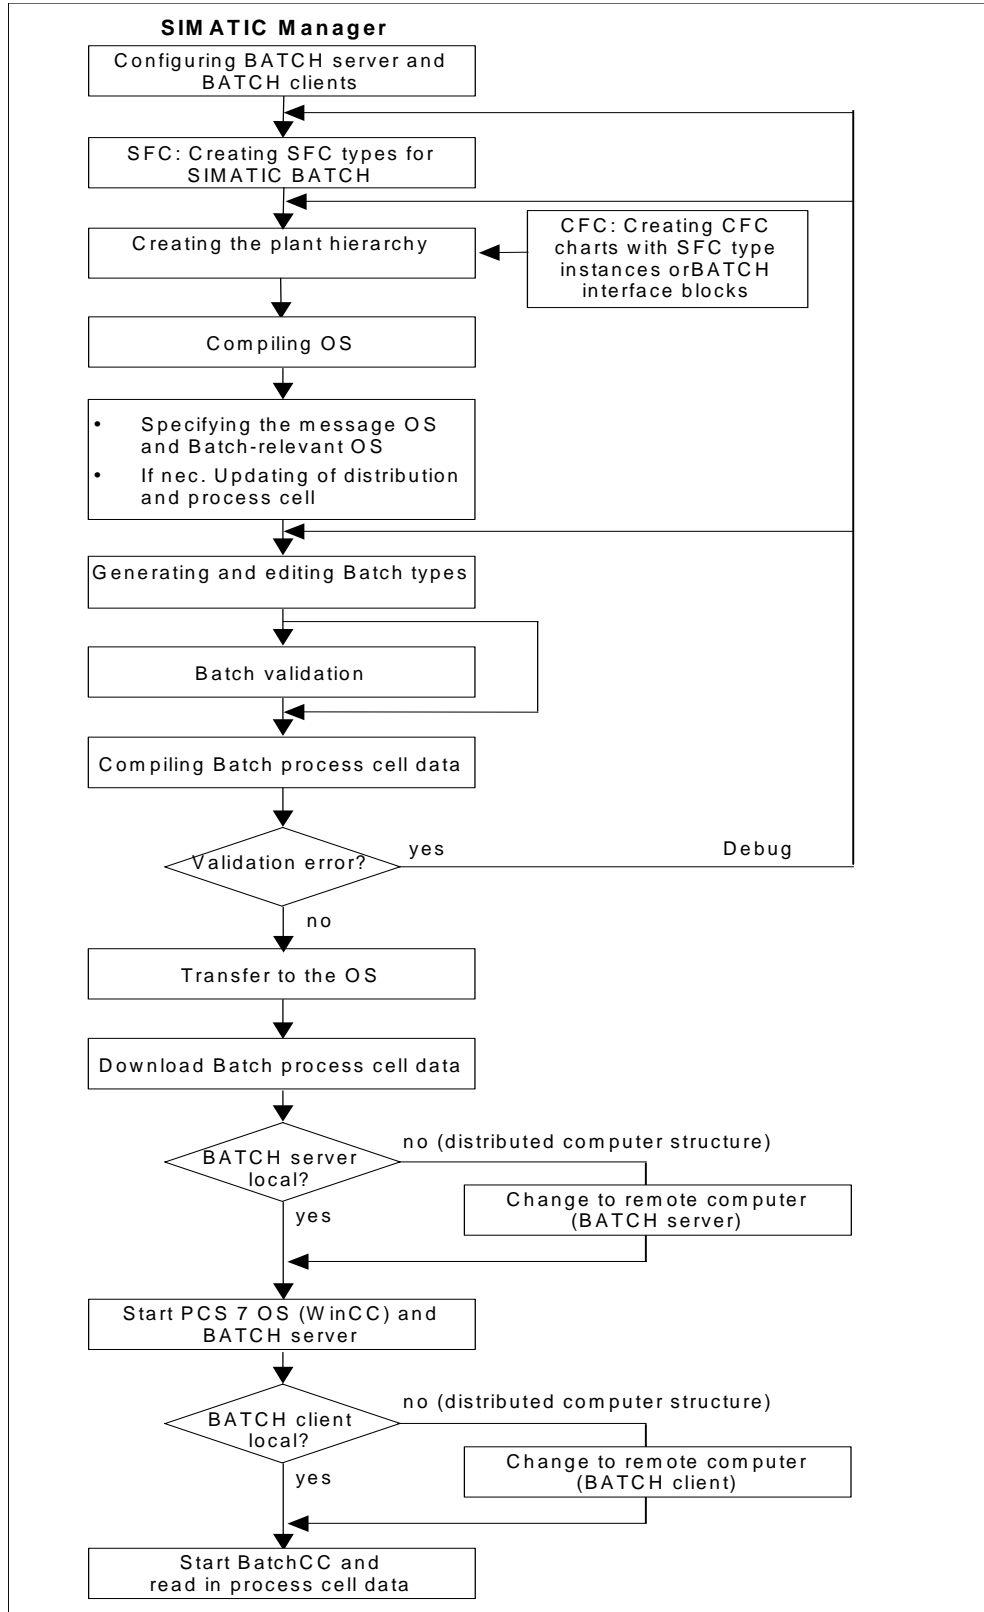 SIMATIC Manager
Configuring BATCH server and
BATCH clients
SFC: Creating SFC types for
SIMATIC BATCH
Creating the plant hierarchy
CFC: Creating CFC
charts with SFC type
instances orBATCH
interface blocks
Compiling OS
• Specifying the message OS
and Batch-relevant OS
• If nec. Updating of distribution
and process cell
Generating and editing Batch types
Batch validation
Compiling Batch process cell data
Validation error?
yes
Debug
no
Transfer to the OS
Download Batch process cell data
no (distributed computer structure)
BATCH server
local?
Change to remote computer
(BATCH server)
yes
Start PCS 7 OS (WinCC) and
BATCH server
no (distributed computer structure)
BATCH client
local?
Change to remote computer
(BATCH client)
yes
Start BatchCC and
read in process cell data